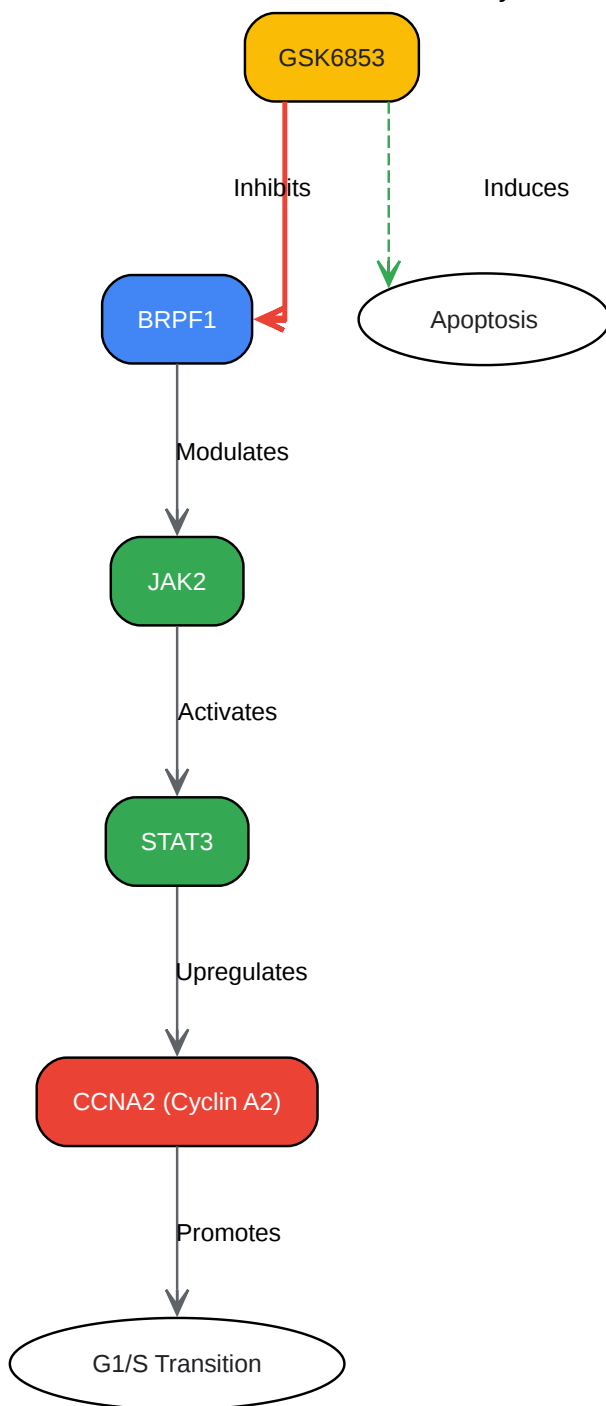 GSK6853
Inhibits
Induces
BRPF1
Apoptosis
Modulates
JAK2
Activates
STAT3
Upregulates
CCNA2 (Cyclin A2)
Promotes
G1/S Transition